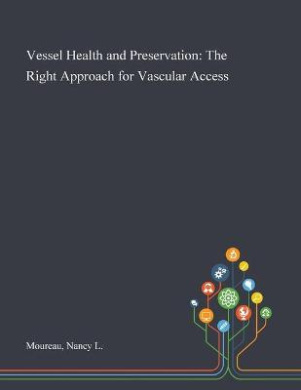 Vessel Health and Preservation: The
Right Approach for Vascular Access
Moureau, Nancy L.